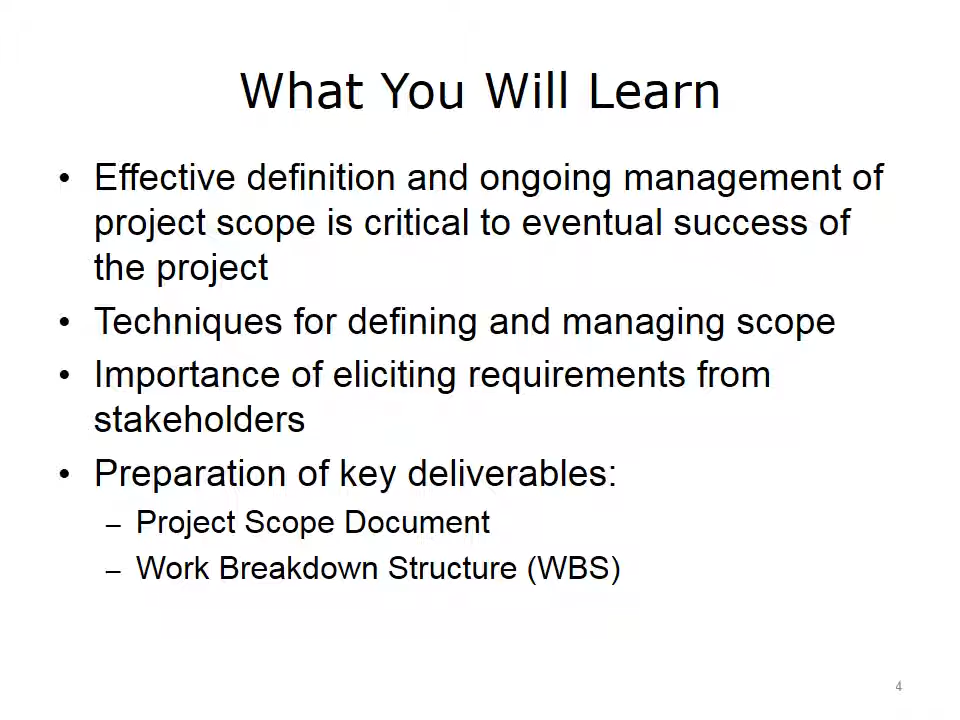 What You Will Learn
• Effective definition and ongoing management of
project scope is critical to eventual success of
the project
• Techniques for defining and managing scope
• Importance of eliciting requirements from
stakeholders
• Preparation of key deliverables:
– Project Scope Document
– Work Breakdown Structure (WBS)
4